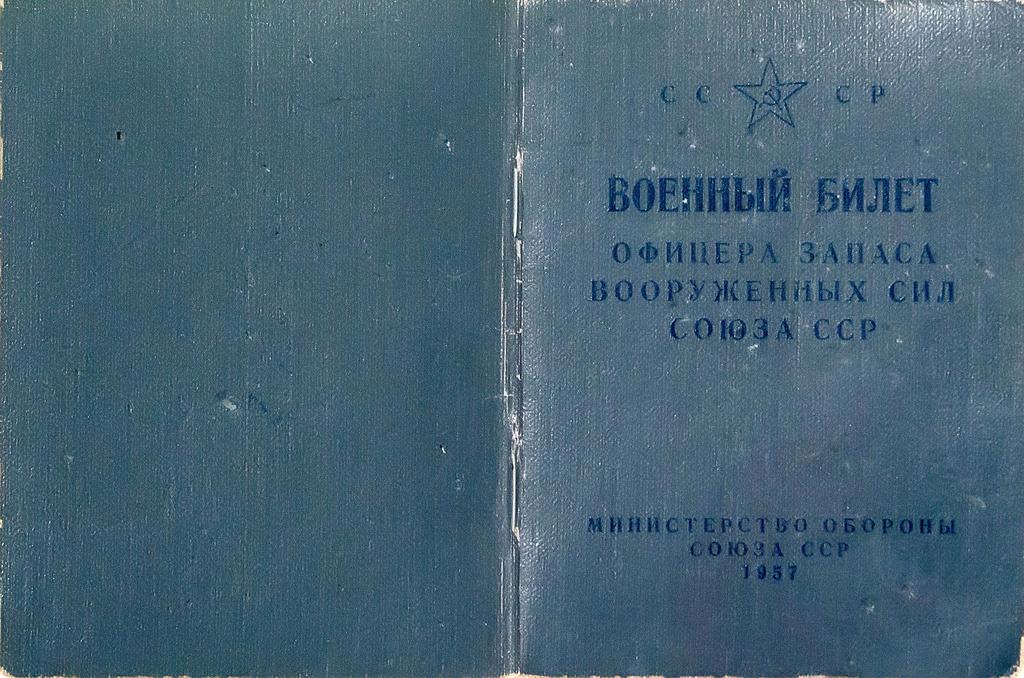 СС СР
ВОЕННЫЙ БИЛЕТ
ОФИЦЕРА ЗАПАСА
ВООРУЖЕННЫХ СИЛ
СОЮЗА ССР
МИНИСТЕРСТВО ОБОРОНЫ
СОЮЗА ССР
1957